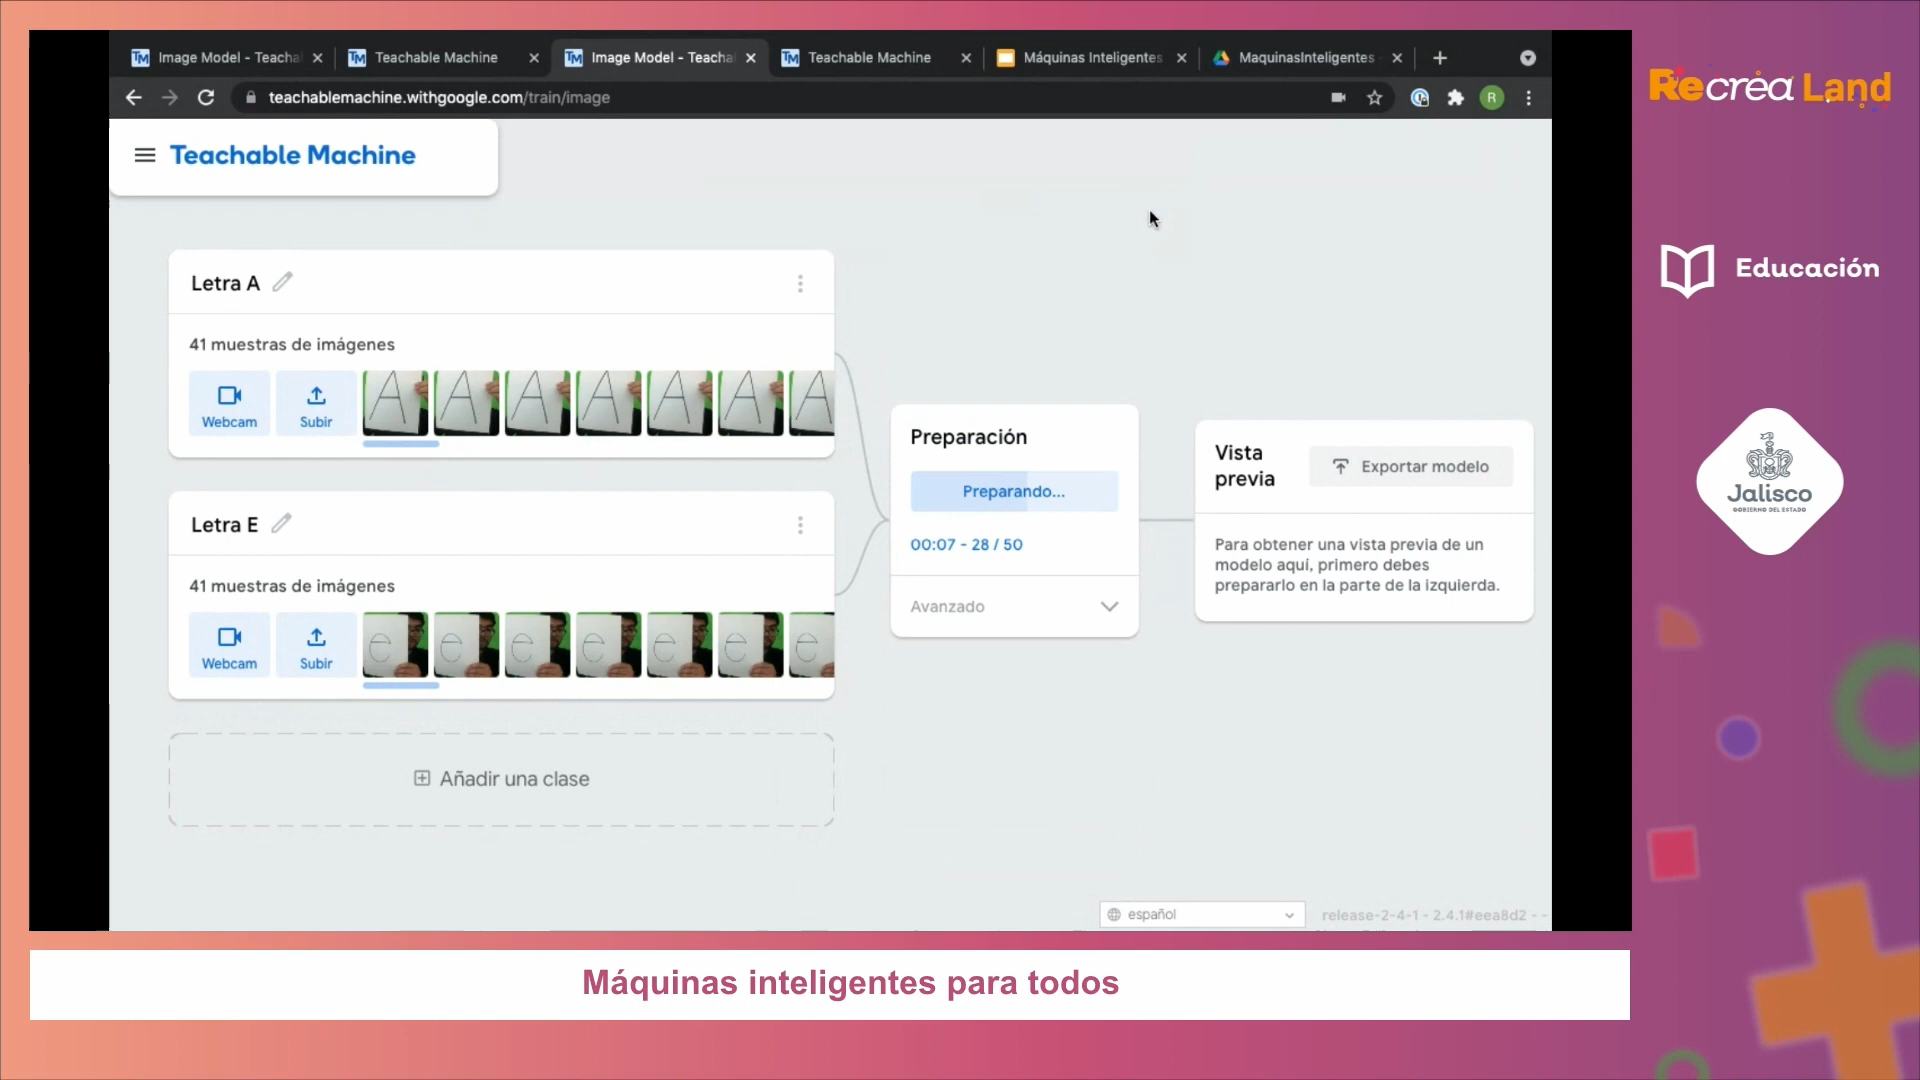 Image Model - Teacha
Teachable Machine
Image Model - Teacha
Teachable Machine
Máquinas Inteligentes
MaquinasInteligentes
teachablemachine.withgoogle.com/train/image
R
Teachable Machine
Letra A
41 muestras de imágenes
Webcam
Subir
A A A A A A A
Letra E
41 muestras de imágenes
Webcam
Subir
e e e e e e e
Añadir una clase
Preparación
Preparando...
00:07 - 28 / 50
Avanzado
Vista previa
Exportar modelo
Para obtener una vista previa de un
modelo aquí, primero debes
prepararlo en la parte de la izquierda.
español
release-2-4-1 - 2.4.1#eea8d2 - -
Máquinas inteligentes para todos
Recrea Land
Educación
Jalisco
GOBIERNO DEL ESTADO